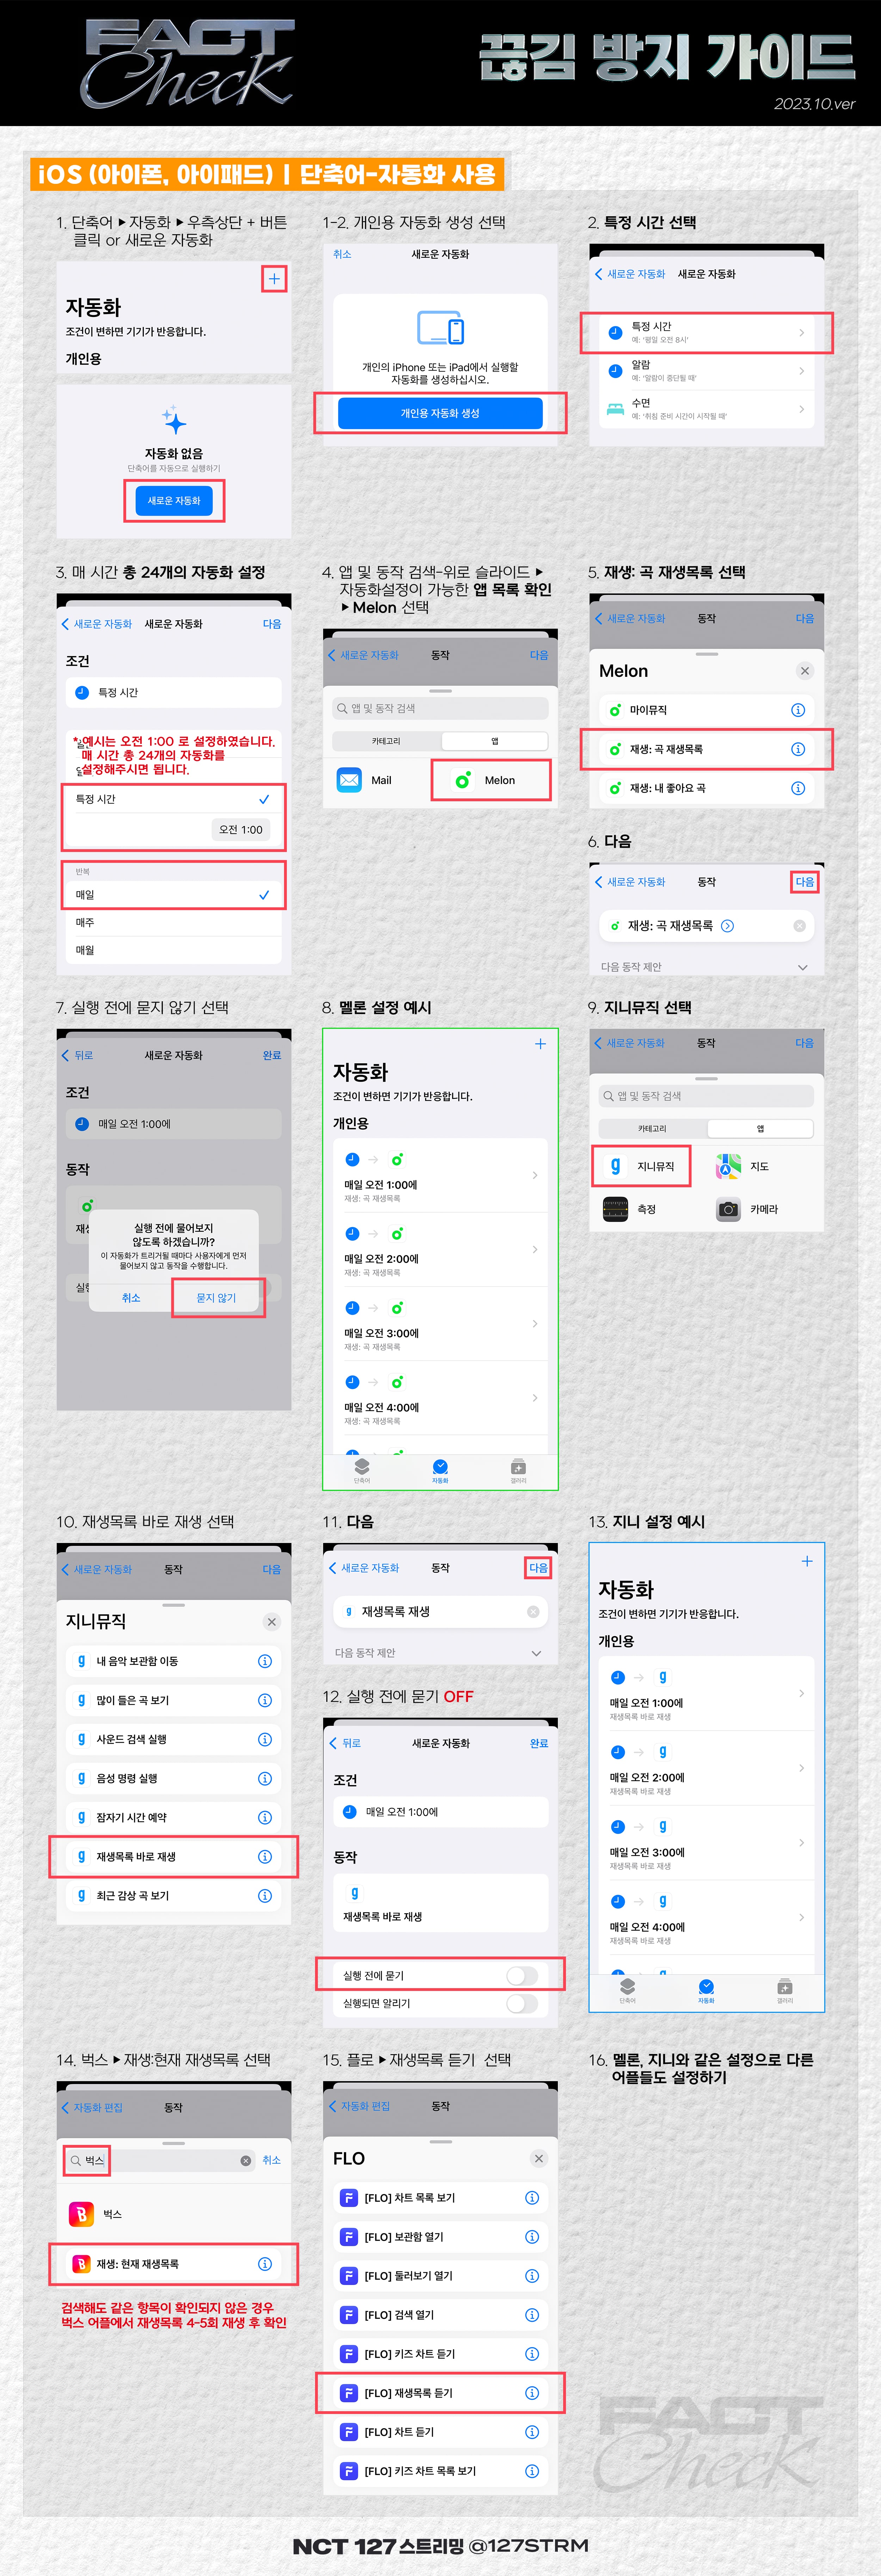 FACT
Check
끊김 방지 가이드
2023.10.ver
iOS (아이폰, 아이패드) | 단축어-자동화 사용
1. 단축어 ▶ 자동화 ▶ 우측상단 + 버튼
클릭 or 새로운 자동화
+
자동화
조건이 변하면 기기가 반응합니다.
개인용
자동화 없음
단축어를 자동으로 실행하기
새로운 자동화
1-2. 개인용 자동화 생성 선택
취소 새로운 자동화
개인의 iPhone 또는 iPad에서 실행할
자동화를 생성하십시오.
개인용 자동화 생성
2. 특정 시간 선택
새로운 자동화 새로운 자동화
특정 시간
예: '평일 오전 8시'
알람
예: '알람이 중단될 때'
수면
예: '취침 준비 시간이 시작될 때'
3. 매 시간 총 24개의 자동화 설정
새로운 자동화 새로운 자동화 다음
조건
특정 시간
*예시는 오전 1:00 로 설정하였습니다.
매 시간 총 24개의 자동화를
설정해주시면 됩니다.
특정 시간
오전 1:00
반복
매일
매주
매월
4. 앱 및 동작 검색-위로 슬라이드 ▶
자동화설정이 가능한 앱 목록 확인
▶ Melon 선택
새로운 자동화 동작 다음
앱 및 동작 검색
카테고리 앱
Mail Melon
5. 재생: 곡 재생목록 선택
새로운 자동화 동작 다음
Melon
마이뮤직
재생: 곡 재생목록
재생: 내 좋아요 곡
6. 다음
새로운 자동화 동작 다음
재생: 곡 재생목록
다음 동작 제안
7. 실행 전에 묻지 않기 선택
뒤로 새로운 자동화 완료
조건
매일 오전 1:00에
동작
실행 전에 물어보지
않도록 하겠습니까?
이 자동화가 트리거될 때마다 사용자에게 먼저
물어보지 않고 동작을 수행합니다.
취소 묻지 않기
8. 멜론 설정 예시
+
자동화
조건이 변하면 기기가 반응합니다.
개인용
매일 오전 1:00에
재생: 곡 재생목록
매일 오전 2:00에
재생: 곡 재생목록
매일 오전 3:00에
재생: 곡 재생목록
매일 오전 4:00에
재생: 곡 재생목록
단축어 자동화 갤러리
9. 지니뮤직 선택
새로운 자동화 동작 다음
앱 및 동작 검색
카테고리 앱
지니뮤직 지도
측정 카메라
10. 재생목록 바로 재생 선택
새로운 자동화 동작 다음
지니뮤직
내 음악 보관함 이동
많이 들은 곡 보기
사운드 검색 실행
음성 명령 실행
잠자기 시간 예약
재생목록 바로 재생
최근 감상 곡 보기
11. 다음
새로운 자동화 동작 다음
재생목록 재생
다음 동작 제안
12. 실행 전에 묻기 OFF
뒤로 새로운 자동화 완료
조건
매일 오전 1:00에
동작
재생목록 바로 재생
실행 전에 묻기
실행되면 알리기
13. 지니 설정 예시
+
자동화
조건이 변하면 기기가 반응합니다.
개인용
매일 오전 1:00에
재생목록 바로 재생
매일 오전 2:00에
재생목록 바로 재생
매일 오전 3:00에
재생목록 바로 재생
매일 오전 4:00에
재생목록 바로 재생
단축어 자동화 갤러리
14. 벅스 ▶ 재생:현재 재생목록 선택
자동화 편집 동작
벅스 취소
벅스
재생: 현재 재생목록
검색해도 같은 항목이 확인되지 않은 경우
벅스 어플에서 재생목록 4-5회 재생 후 확인
15. 플로 ▶ 재생목록 듣기 선택
자동화 편집 동작
FLO
[FLO] 차트 목록 보기
[FLO] 보관함 열기
[FLO] 둘러보기 열기
[FLO] 검색 열기
[FLO] 키즈 차트 듣기
[FLO] 재생목록 듣기
[FLO] 차트 듣기
[FLO] 키즈 차트 목록 보기
16. 멜론, 지니와 같은 설정으로 다른
어플들도 설정하기
FACT
Check
NCT 127 스트리밍 @127STRM